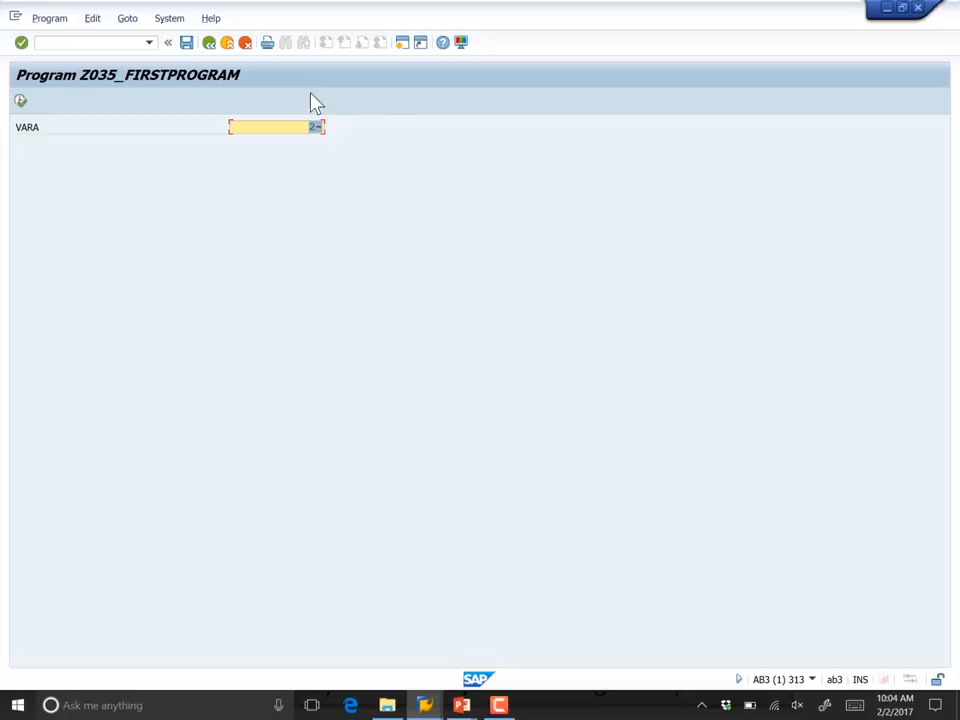 Program Edit Goto System Help
Program Z035_FIRSTPROGRAM
VARA 2-
SAP AB3 (1) 313 ab3 INS
Ask me anything 10:04 AM
2/2/2017